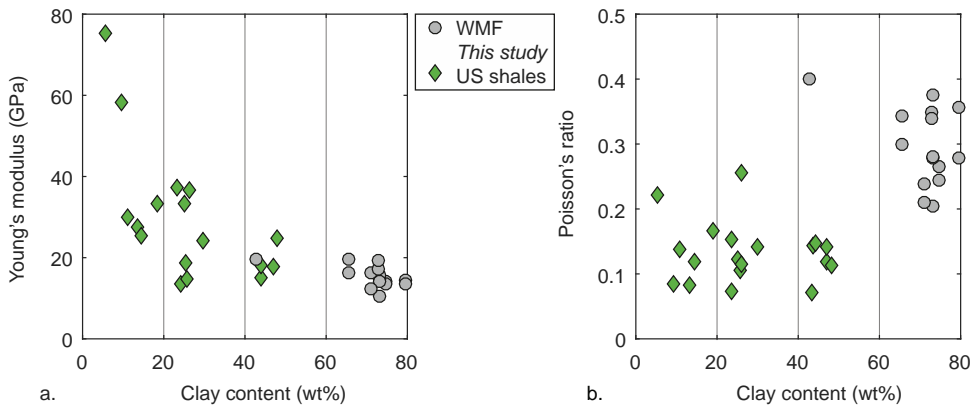 80
60
40
20
0
Young's modulus (GPa)
0 20 40 60 80
Clay content (wt%)
a.
WMF
This study
US shales
0.5
0.4
0.3
0.2
0.1
0
Poisson's ratio
0 20 40 60 80
Clay content (wt%)
b.